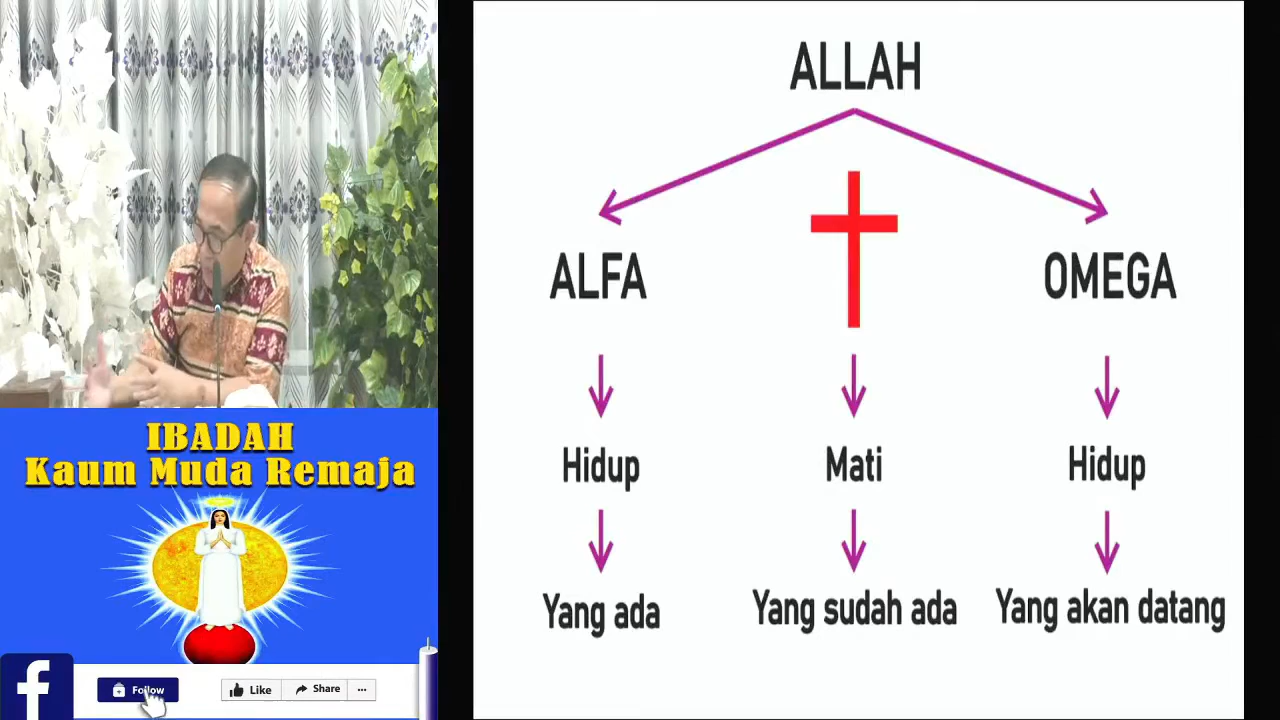 ALLAH
ALFA
OMEGA
Hidup
Mati
Hidup
Yang ada
Yang sudah ada
Yang akan datang
IBADAH
Kaum Muda Remaja
f
Follow
Like
Share